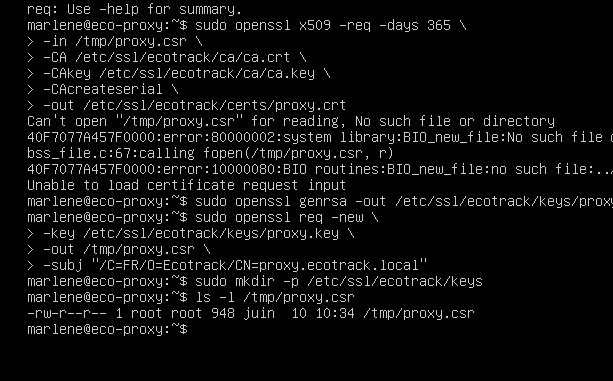 req: Use -help for summary.
marlene@eco-proxy:~$ sudo openssl x509 -req -days 365 \
> -in /tmp/proxy.csr \
> -CA /etc/ssl/ecotrack/ca/ca.crt \
> -CAkey /etc/ssl/ecotrack/ca/ca.key \
> -CAcreateserial \
> -out /etc/ssl/ecotrack/certs/proxy.crt
Can't open "/tmp/proxy.csr" for reading, No such file or directory
40F7077A457F0000:error:80000002:system library:BIO_new_file:No such file
bss_file.c:67:calling fopen(/tmp/proxy.csr, r)
40F7077A457F0000:error:10000080:BIO routines:BIO_new_file:no such file:../
Unable to load certificate request input
marlene@eco-proxy:~$ sudo openssl genrsa -out /etc/ssl/ecotrack/keys/proxy
marlene@eco-proxy:~$ sudo openssl req -new \
> -key /etc/ssl/ecotrack/keys/proxy.key \
> -out /tmp/proxy.csr \
> -subj "/C=FR/O=Ecotrack/CN=proxy.ecotrack.local"
marlene@eco-proxy:~$ sudo mkdir -p /etc/ssl/ecotrack/keys
marlene@eco-proxy:~$ ls -l /tmp/proxy.csr
-rw-r--r-- 1 root root 948 juin  10 10:34 /tmp/proxy.csr
marlene@eco-proxy:~$